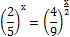 (2/5)^x = (4/9)^(x/2)